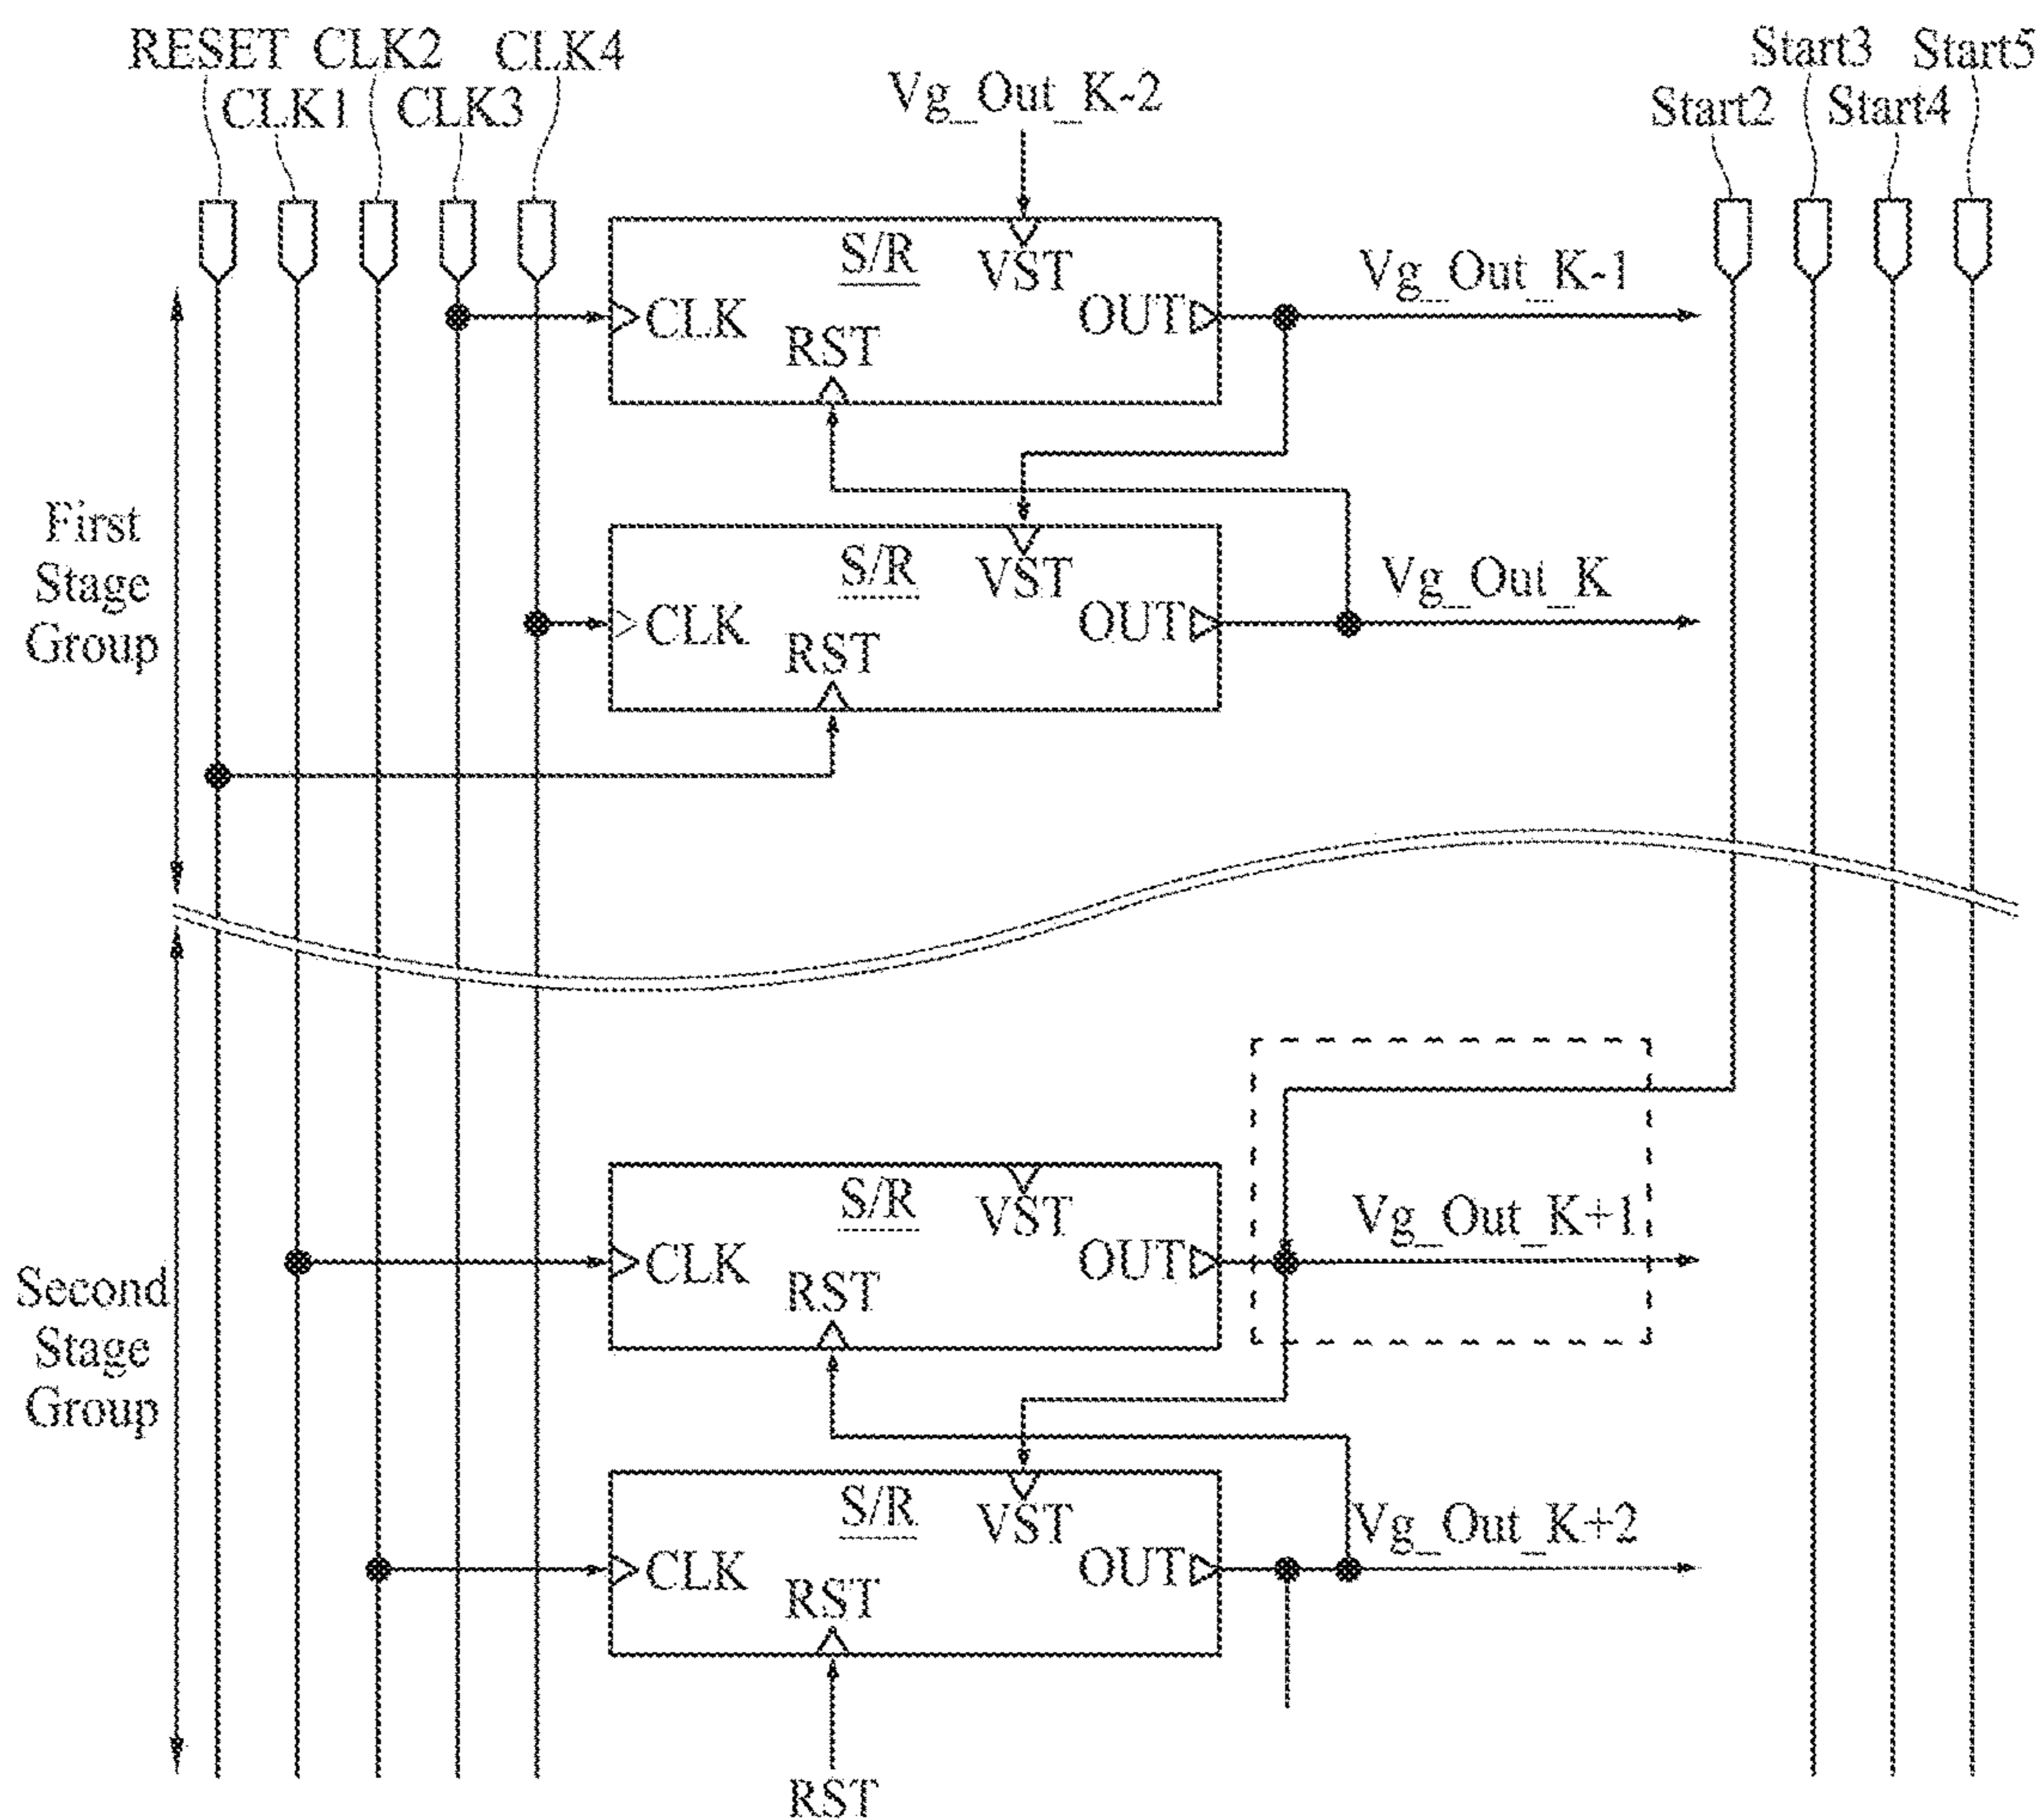 RESET CLK2 CLK4
CLK1 CLK3
Vg_Out_K-2
Start3 Start5
Start2 Start4
S/R
VST
CLK
OUT
RST
Vg_Out_K-1
First
Stage
Group
S/R
VST
CLK
OUT
RST
Vg_Out_K
Second
Stage
Group
S/R
VST
CLK
OUT
RST
Vg_Out_K+1
S/R
VST
CLK
OUT
RST
Vg_Out_K+2
RST